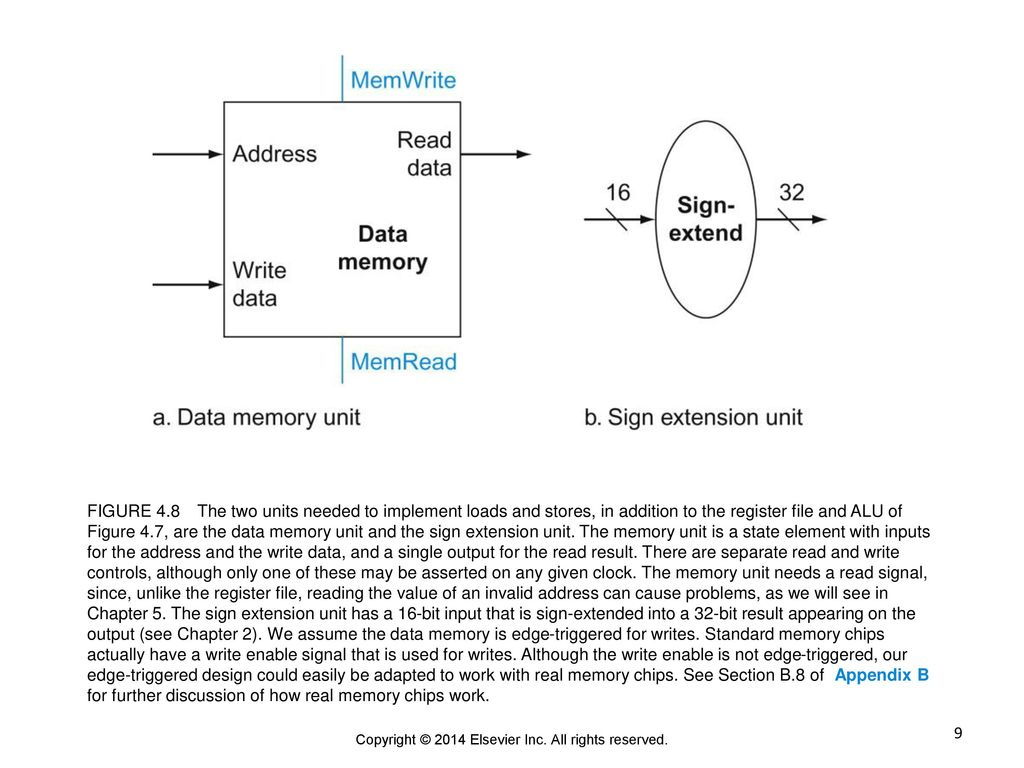 MemWrite
Address
Read
data
Data
memory
Write
data
MemRead
a. Data memory unit
16
Sign-
extend
32
b. Sign extension unit
FIGURE 4.8 The two units needed to implement loads and stores, in addition to the register file and ALU of
Figure 4.7, are the data memory unit and the sign extension unit. The memory unit is a state element with inputs
for the address and the write data, and a single output for the read result. There are separate read and write
controls, although only one of these may be asserted on any given clock. The memory unit needs a read signal,
since, unlike the register file, reading the value of an invalid address can cause problems, as we will see in
Chapter 5. The sign extension unit has a 16-bit input that is sign-extended into a 32-bit result appearing on the
output (see Chapter 2). We assume the data memory is edge-triggered for writes. Standard memory chips
actually have a write enable signal that is used for writes. Although the write enable is not edge-triggered, our
edge-triggered design could easily be adapted to work with real memory chips. See Section B.8 of Appendix B
for further discussion of how real memory chips work.
Copyright © 2014 Elsevier Inc. All rights reserved.
9